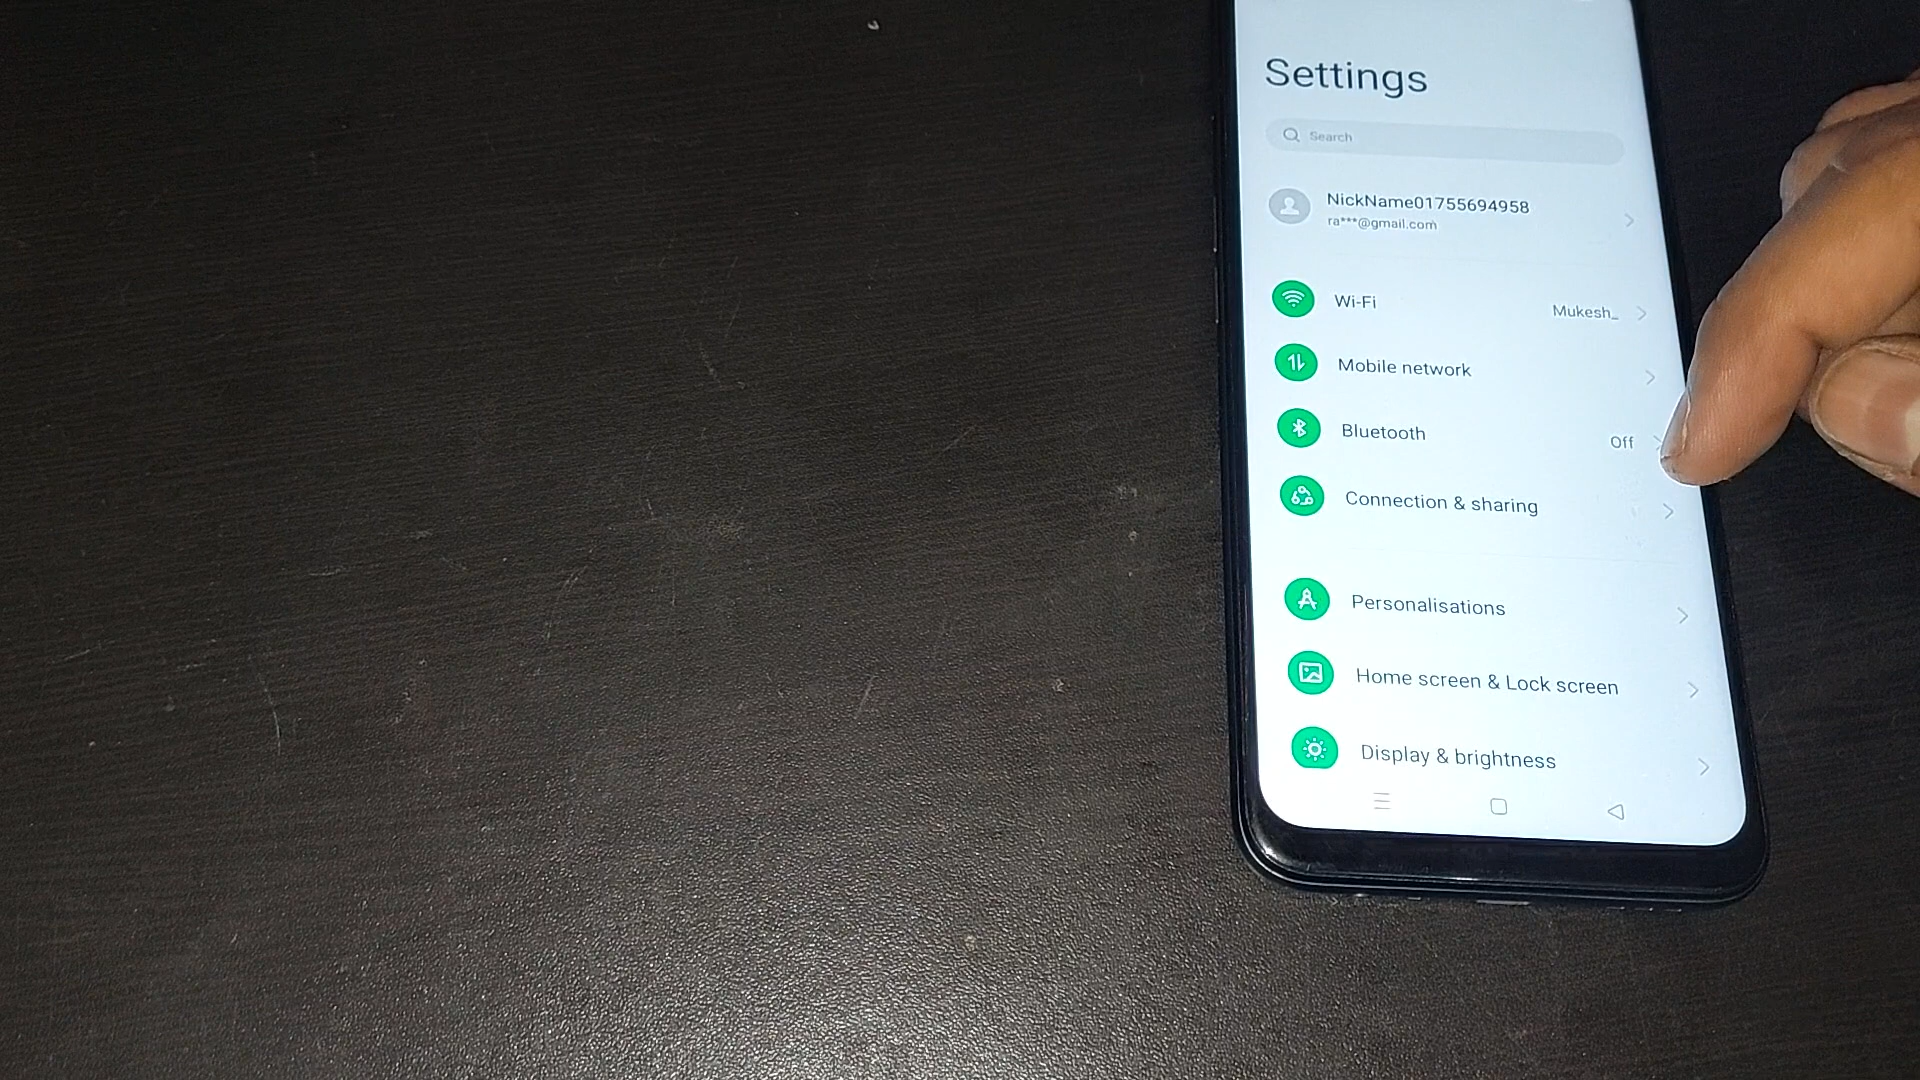 Settings
Search
NickName01755694958
ra***@gmail.com
Wi-Fi Mukesh_
Mobile network
Bluetooth Off
Connection & sharing
Personalisations
Home screen & Lock screen
Display & brightness